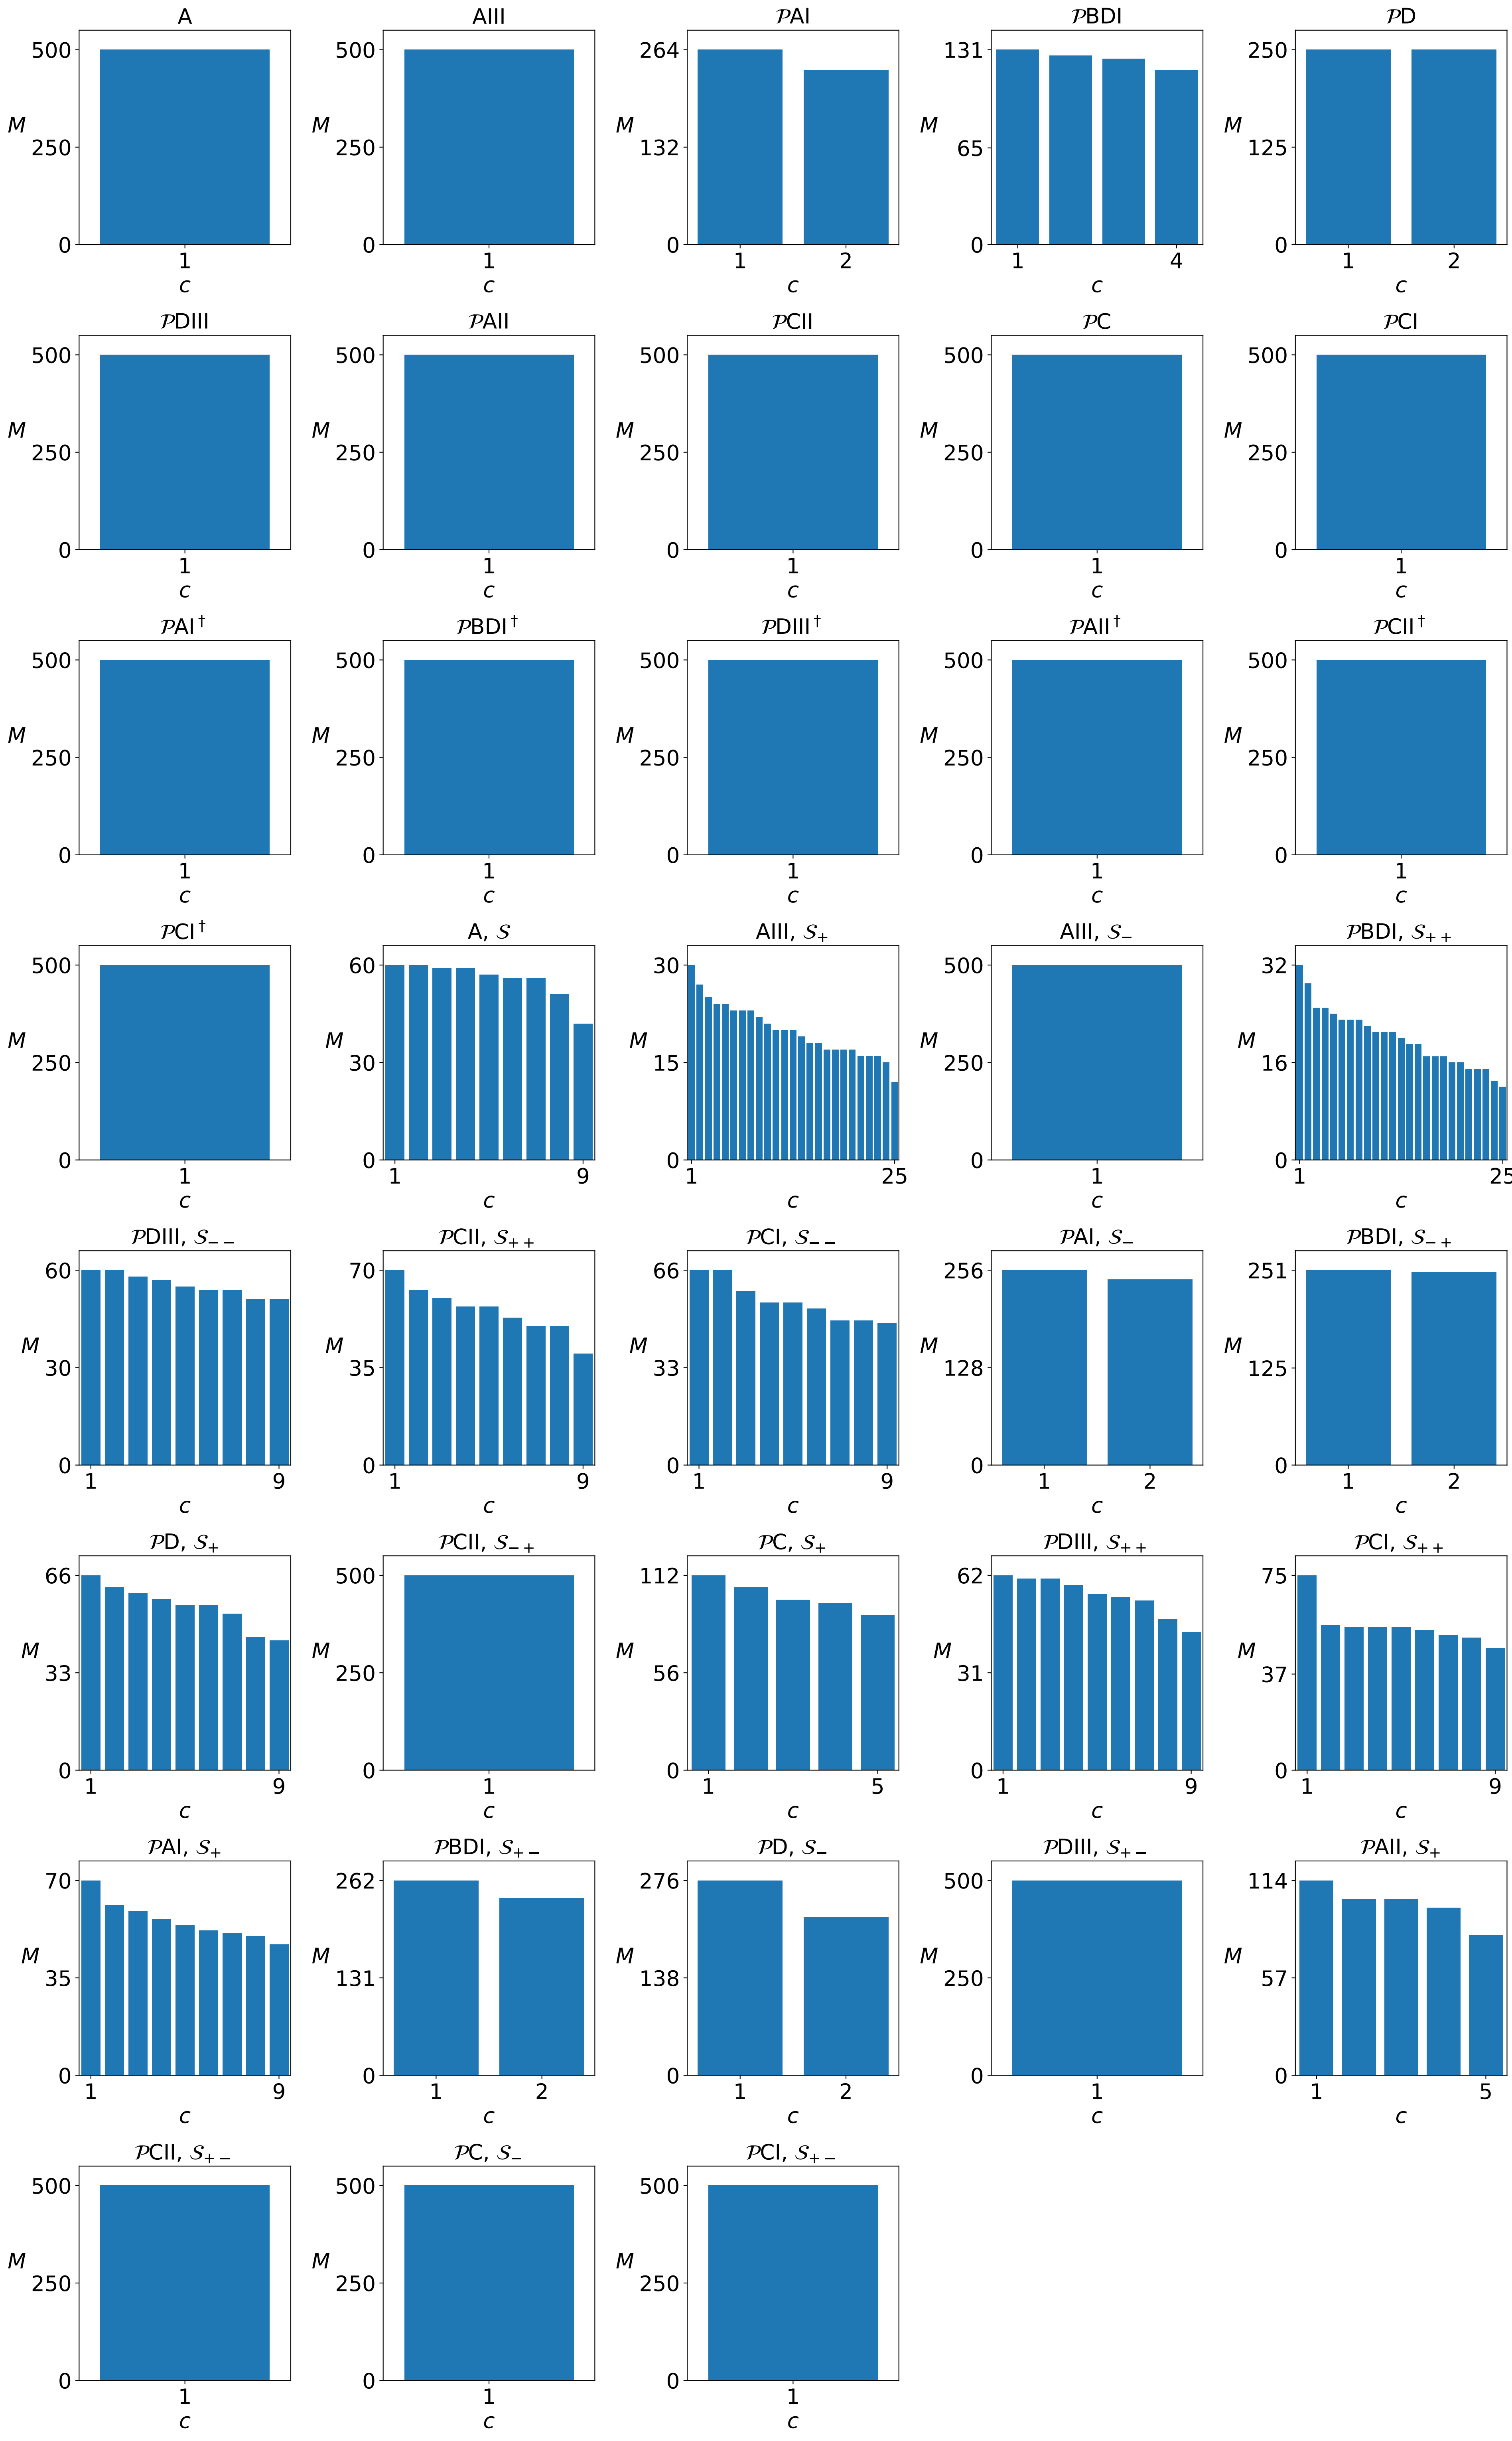 A AIII 𝒫AI 𝒫BDI 𝒫D
500 500 264 131 250
M M M M M
250 250 132 65 125
0 0 0 0 0
1 1 1 2 1 4 1 2
c c c c c
𝒫DIII 𝒫AII 𝒫CII 𝒫C 𝒫CI
500 500 500 500 500
M M M M M
250 250 250 250 250
0 0 0 0 0
1 1 1 1 1
c c c c c
𝒫AI† 𝒫BDI† 𝒫DIII† 𝒫AII† 𝒫CII†
500 500 500 500 500
M M M M M
250 250 250 250 250
0 0 0 0 0
1 1 1 1 1
c c c c c
𝒫CI† A, 𝒮 AIII, 𝒮₊ AIII, 𝒮₋ 𝒫BDI, 𝒮₊₊
500 60 30 500 32
M M M M M
250 30 15 250 16
0 0 0 0 0
1 1 9 1 25 1 1 25
c c c c c
𝒫DIII, 𝒮₋₋ 𝒫CII, 𝒮₊₊ 𝒫CI, 𝒮₋₋ 𝒫AI, 𝒮₋ 𝒫BDI, 𝒮₋₊
60 70 66 256 251
M M M M M
30 35 33 128 125
0 0 0 0 0
1 9 1 9 1 9 1 2 1 2
c c c c c
𝒫D, 𝒮₊ 𝒫CII, 𝒮₋₊ 𝒫C, 𝒮₊ 𝒫DIII, 𝒮₊₊ 𝒫CI, 𝒮₊₊
66 500 112 62 75
M M M M M
33 250 56 31 37
0 0 0 0 0
1 9 1 1 5 1 9 1 9
c c c c c
𝒫AI, 𝒮₊ 𝒫BDI, 𝒮₊₋ 𝒫D, 𝒮₋ 𝒫DIII, 𝒮₊₋ 𝒫AII, 𝒮₊
70 262 276 500 114
M M M M M
35 131 138 250 57
0 0 0 0 0
1 9 1 2 1 2 1 1 5
c c c c c
𝒫CII, 𝒮₊₋ 𝒫C, 𝒮₋ 𝒫CI, 𝒮₊₋
500 500 500
M M M
250 250 250
0 0 0
1 1 1
c c c